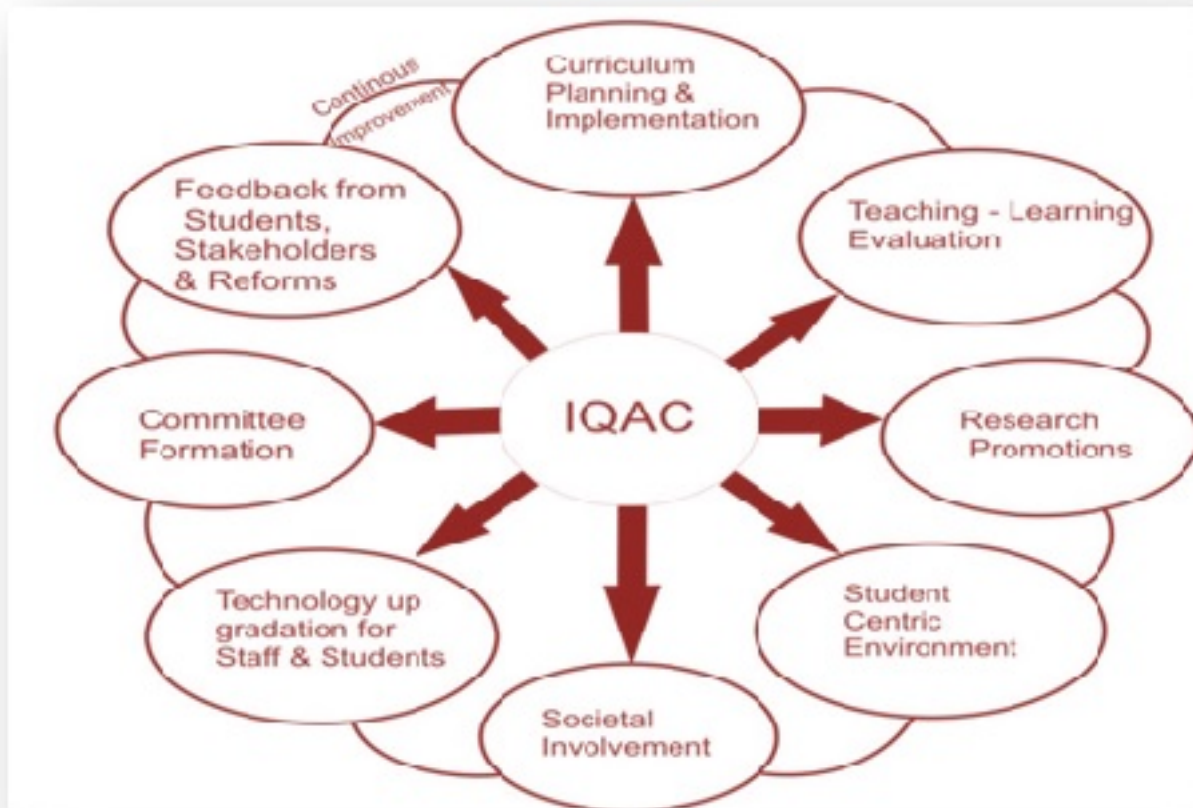 Continous
Improvement
Curriculum
Planning &
Implementation
Teaching - Learning
Evaluation
Research
Promotions
Student
Centric
Environment
Societal
Involvement
Technology up
gradation for
Staff & Students
Committee
Formation
Feedback from
Students,
Stakeholders
& Reforms
IQAC